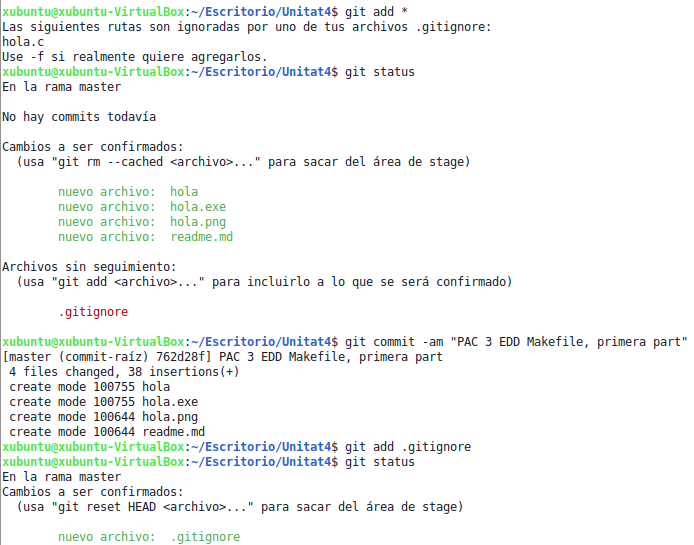 xubuntu@xubuntu-VirtualBox:~/Escritorio/Unitat4$ git add *
Las siguientes rutas son ignoradas por uno de tus archivos .gitignore:
hola.c
Use -f si realmente quiere agregarlos.
xubuntu@xubuntu-VirtualBox:~/Escritorio/Unitat4$ git status
En la rama master
No hay commits todavía
Cambios a ser confirmados:
(usa "git rm --cached <archivo>..." para sacar del área de stage)
nuevo archivo: hola
nuevo archivo: hola.exe
nuevo archivo: hola.png
nuevo archivo: readme.md
Archivos sin seguimiento:
(usa "git add <archivo>..." para incluirlo a lo que se será confirmado)
.gitignore
xubuntu@xubuntu-VirtualBox:~/Escritorio/Unitat4$ git commit -am "PAC 3 EDD Makefile, primera part"
[master (commit-raíz) 762d28f] PAC 3 EDD Makefile, primera part
4 files changed, 38 insertions(+)
create mode 100755 hola
create mode 100755 hola.exe
create mode 100644 hola.png
create mode 100644 readme.md
xubuntu@xubuntu-VirtualBox:~/Escritorio/Unitat4$ git add .gitignore
xubuntu@xubuntu-VirtualBox:~/Escritorio/Unitat4$ git status
En la rama master
Cambios a ser confirmados:
(usa "git reset HEAD <archivo>..." para sacar del área de stage)
nuevo archivo: .gitignore